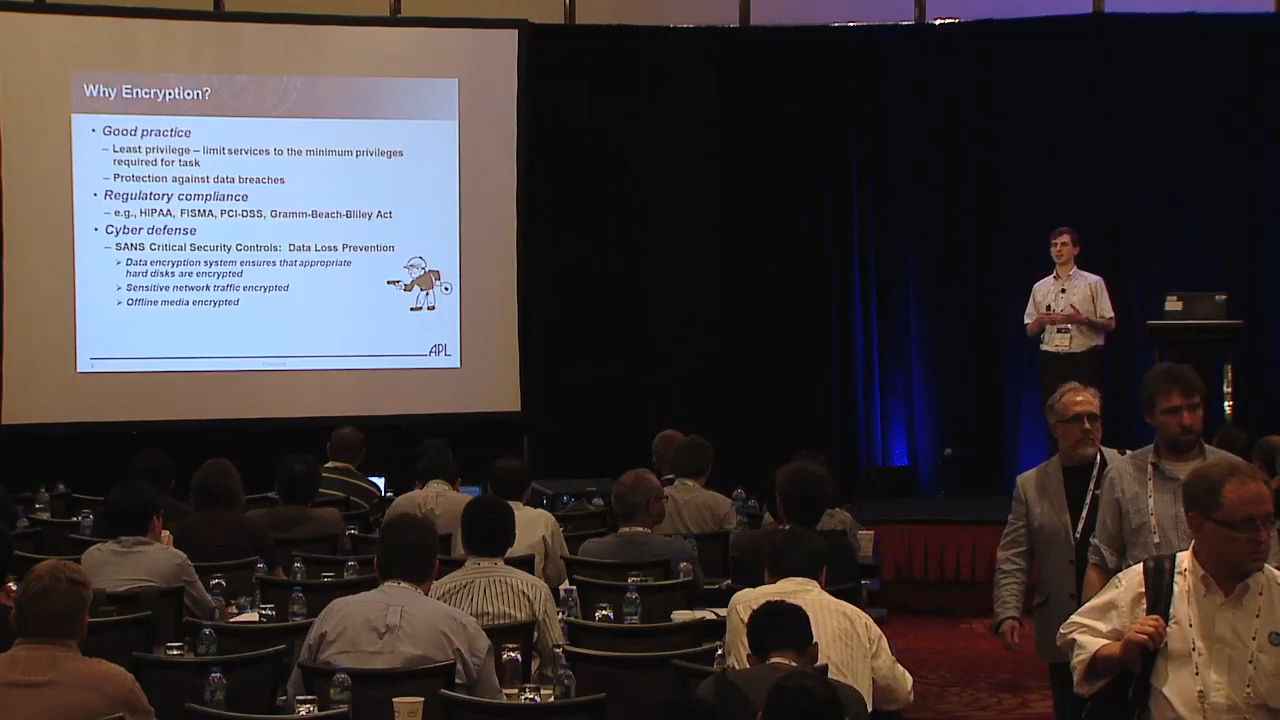 Why Encryption?
• Good practice
– Least privilege – limit services to the minimum privileges
required for task
– Protection against data breaches
• Regulatory compliance
– e.g., HIPAA, FISMA, PCI-DSS, Gramm-Beach-Bliley Act
• Cyber defense
– SANS Critical Security Controls: Data Loss Prevention
➢ Data encryption system ensures that appropriate
hard disks are encrypted
➢ Sensitive network traffic encrypted
➢ Offline media encrypted
APL